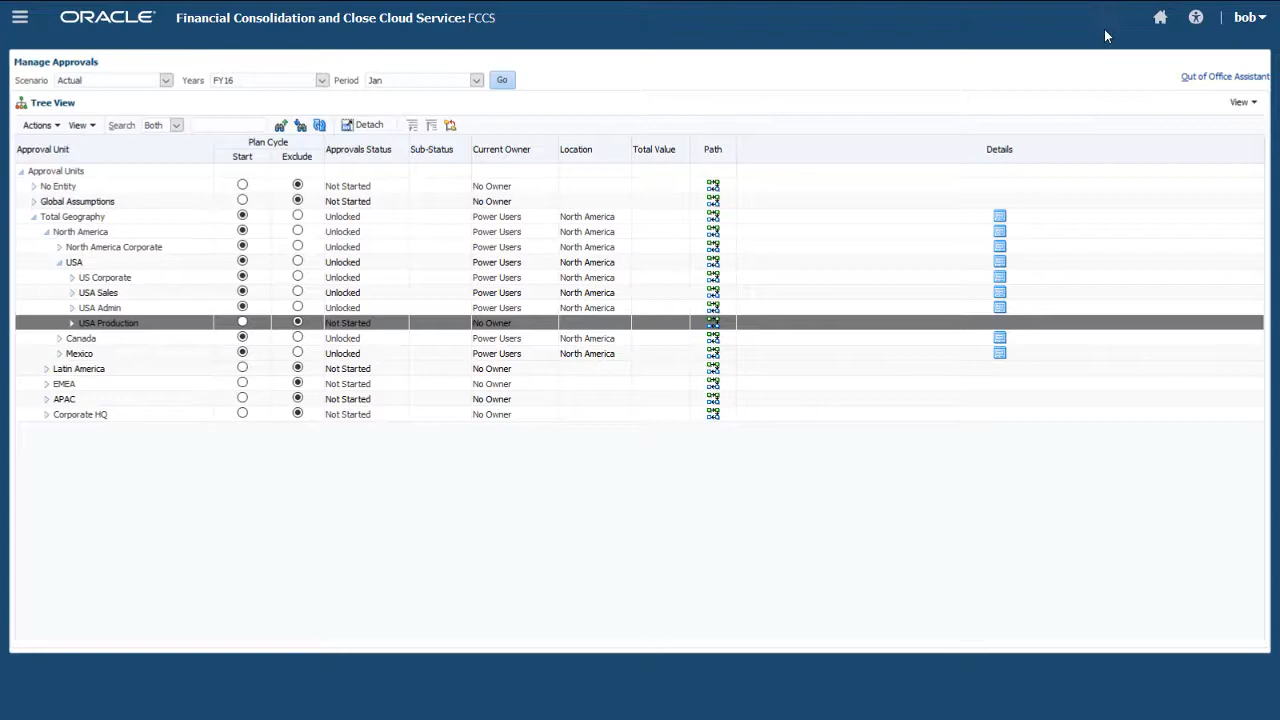 ORACLE® Financial Consolidation and Close Cloud Service: FCCS bob
Manage Approvals
Scenario Actual Years FY16 Period Jan Go Out of Office Assistant
Tree View View
Actions View Search Both Detach
Plan Cycle
Approval Unit Start Exclude Approvals Status Sub-Status Current Owner Location Total Value Path Details
Approval Units
No Entity Not Started No Owner
Global Assumptions Not Started No Owner
Total Geography Unlocked Power Users North America
North America Unlocked Power Users North America
North America Corporate Unlocked Power Users North America
USA Unlocked Power Users North America
US Corporate Unlocked Power Users North America
USA Sales Unlocked Power Users North America
USA Admin Unlocked Power Users North America
USA Production Not Started No Owner
Canada Unlocked Power Users North America
Mexico Unlocked Power Users North America
Latin America Not Started No Owner
EMEA Not Started No Owner
APAC Not Started No Owner
Corporate HQ Not Started No Owner